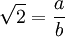 √2 = a/b